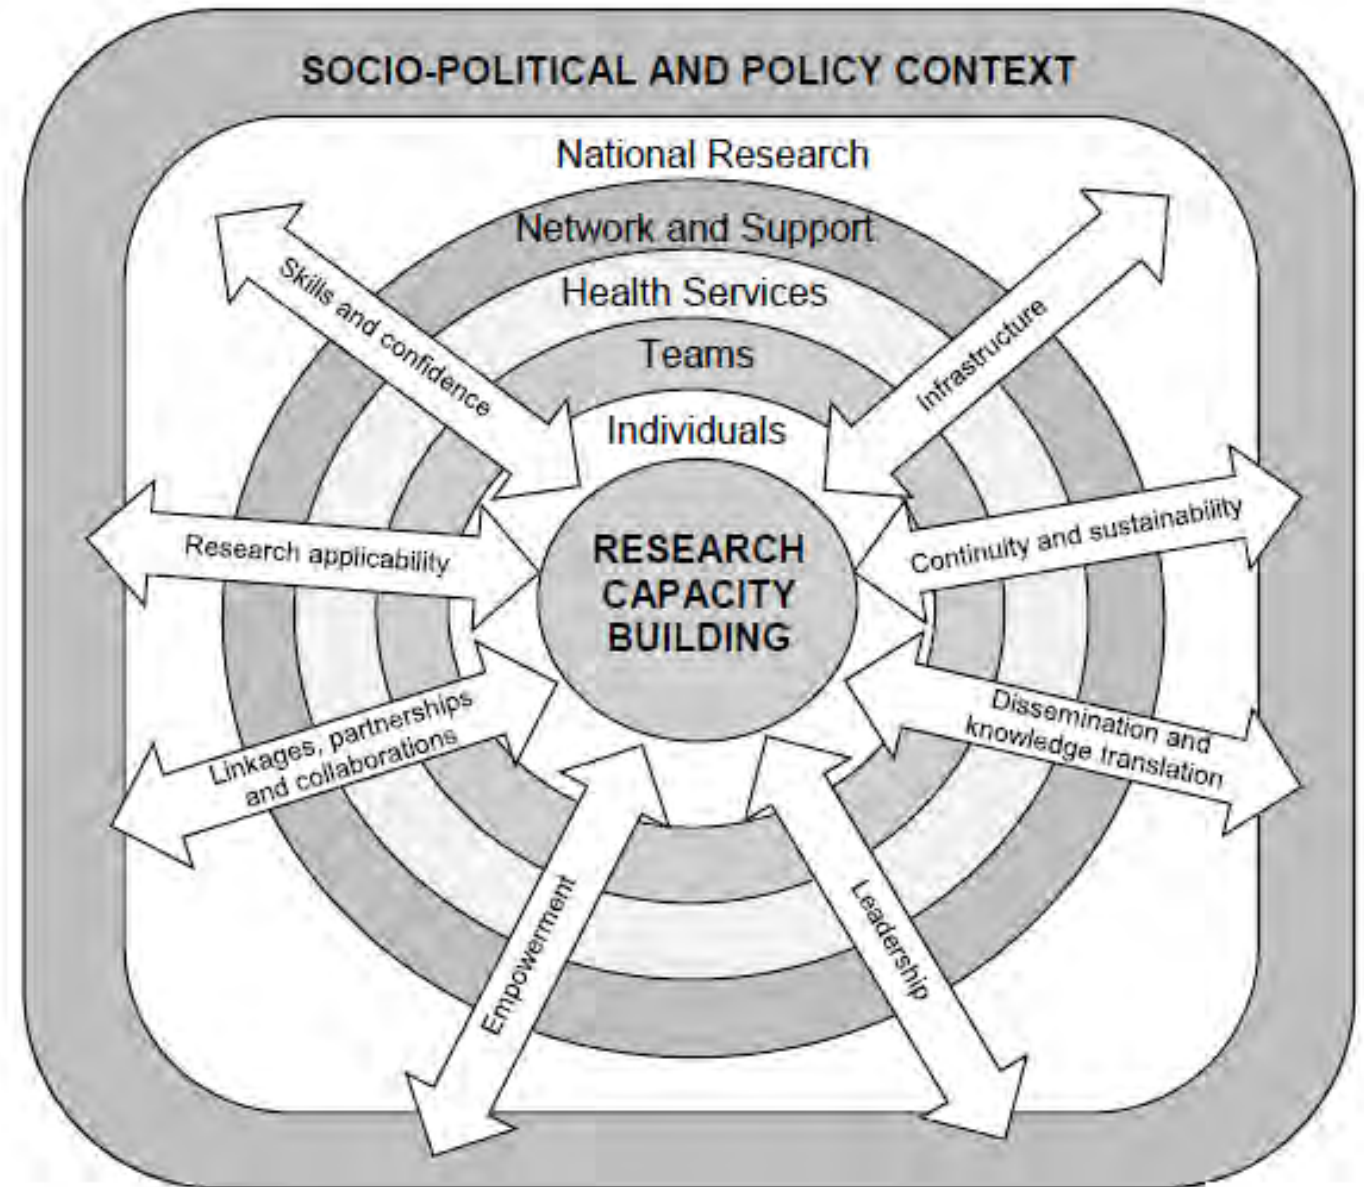 SOCIO-POLITICAL AND POLICY CONTEXT
National Research
Network and Support
Health Services
Teams
Individuals
RESEARCH
CAPACITY
BUILDING
Skills and confidence
Infrastructure
Research applicability
Continuity and sustainability
Linkages, partnerships
and collaborations
Dissemination and
knowledge translation
Empowerment
Leadership